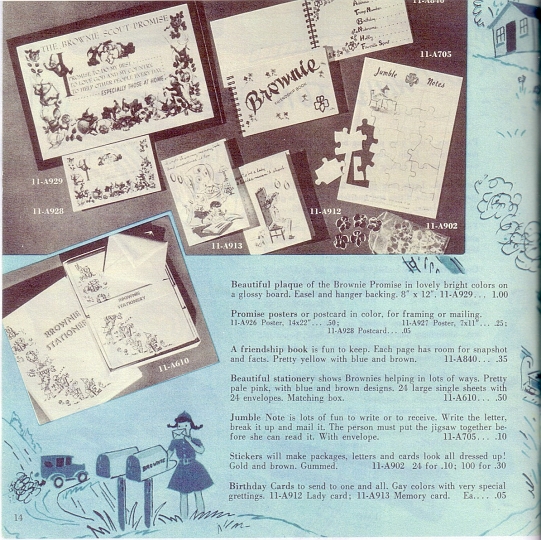 THE BROWNIE SCOUT PROMISE
I PROMISE TO DO MY BEST
TO LOVE GOD AND MY COUNTRY
TO HELP OTHER PEOPLE EVERY DAY,
ESPECIALLY THOSE AT HOME
Brownie
11-A840
11-A705
Jumble Notes
11-A929
11-A928
11-A913
11-A912
11-A902
BROWNIE
STATIONERY
BROWNIE
STATIONERY
11-A610
Beautiful plaque of the Brownie Promise in lovely bright colors on
a glossy board. Easel and hanger backing. 8" x 12". 11-A929... 1.00
Promise posters or postcard in color, for framing or mailing.
11-A926 Poster, 14x22"... .50; 11-A927 Poster, 7x11"... .25;
11-A928 Postcard... .05
A friendship book is fun to keep. Each page has room for snapshot
and facts. Pretty yellow with blue and brown. 11-A840... .35
Beautiful stationery shows Brownies helping in lots of ways. Pretty
pale pink, with blue and brown designs. 24 large single sheets with
24 envelopes. Matching box. 11-A610... .50
Jumble Note is lots of fun to write or to receive. Write the letter,
break it up and mail it. The person must put the jigsaw together be-
fore she can read it. With envelope. 11-A705... .10
Stickers will make packages, letters and cards look all dressed up!
Gold and brown. Gummed. 11-A902 24 for .10; 100 for .30
Birthday Cards to send to one and all. Gay colors with very special
grettings. 11-A912 Lady card; 11-A913 Memory card. Ea.... .05
BROWNIE
14